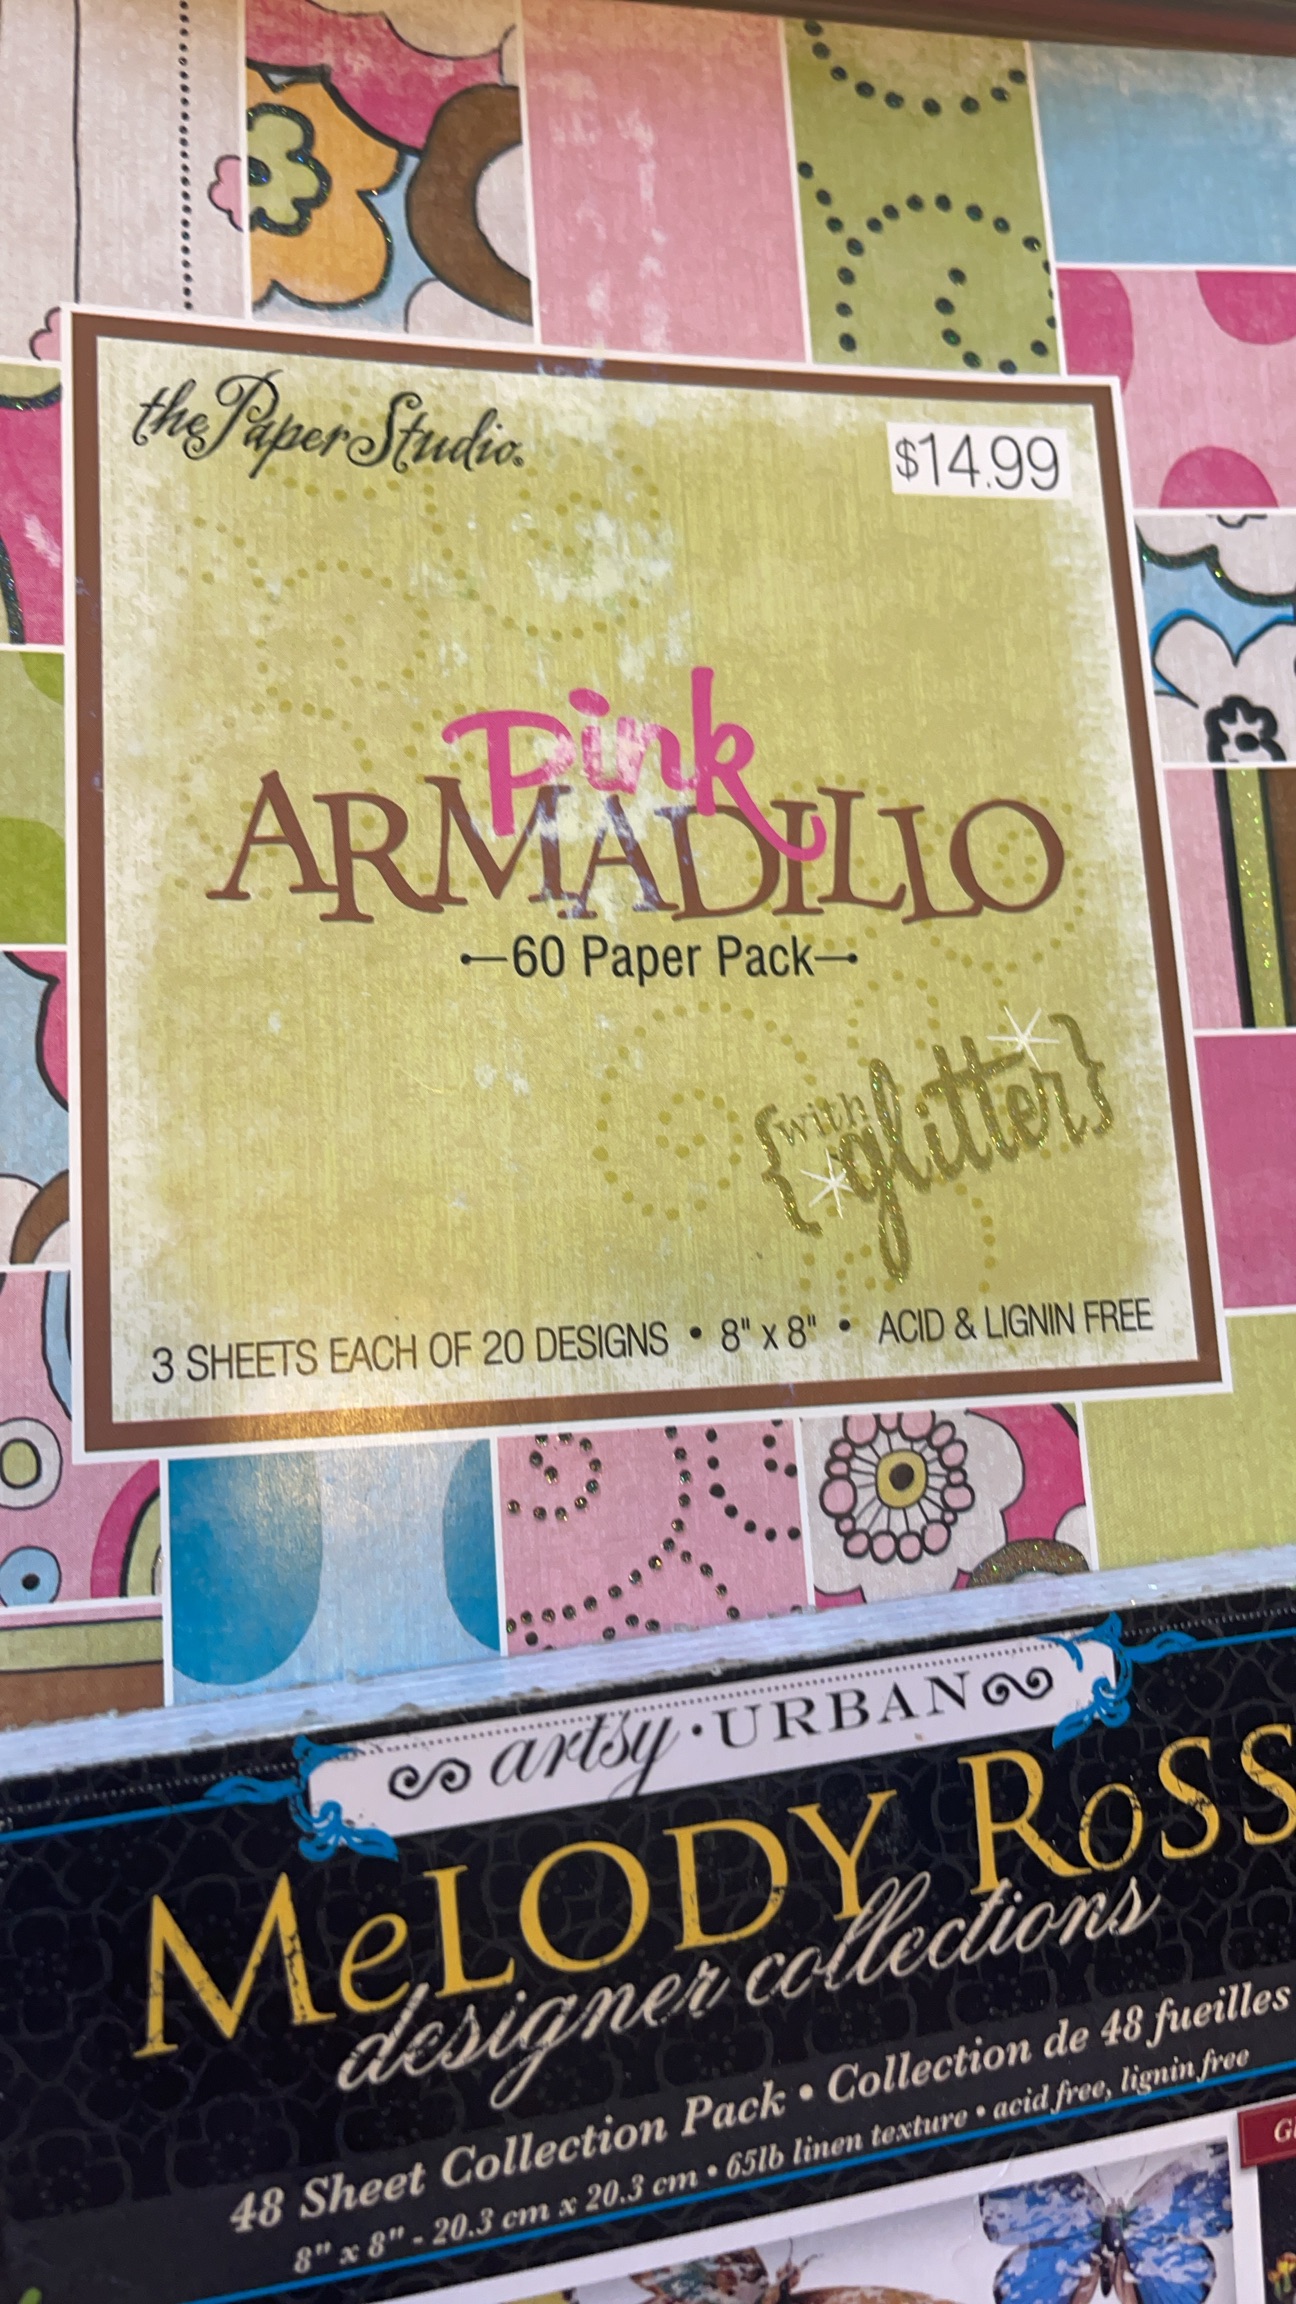 the Paper Studio®
$14.99
Pink
ARMADILLO
60 Paper Pack
{with glitter}
3 SHEETS EACH OF 20 DESIGNS • 8" x 8" • ACID & LIGNIN FREE
artsy • URBAN
MeLODY RoSS
designer collections
48 Sheet Collection Pack • Collection de 48 fueilles
8" x 8" - 20.3 cm x 20.3 cm • 65lb linen texture • acid free, lignin free